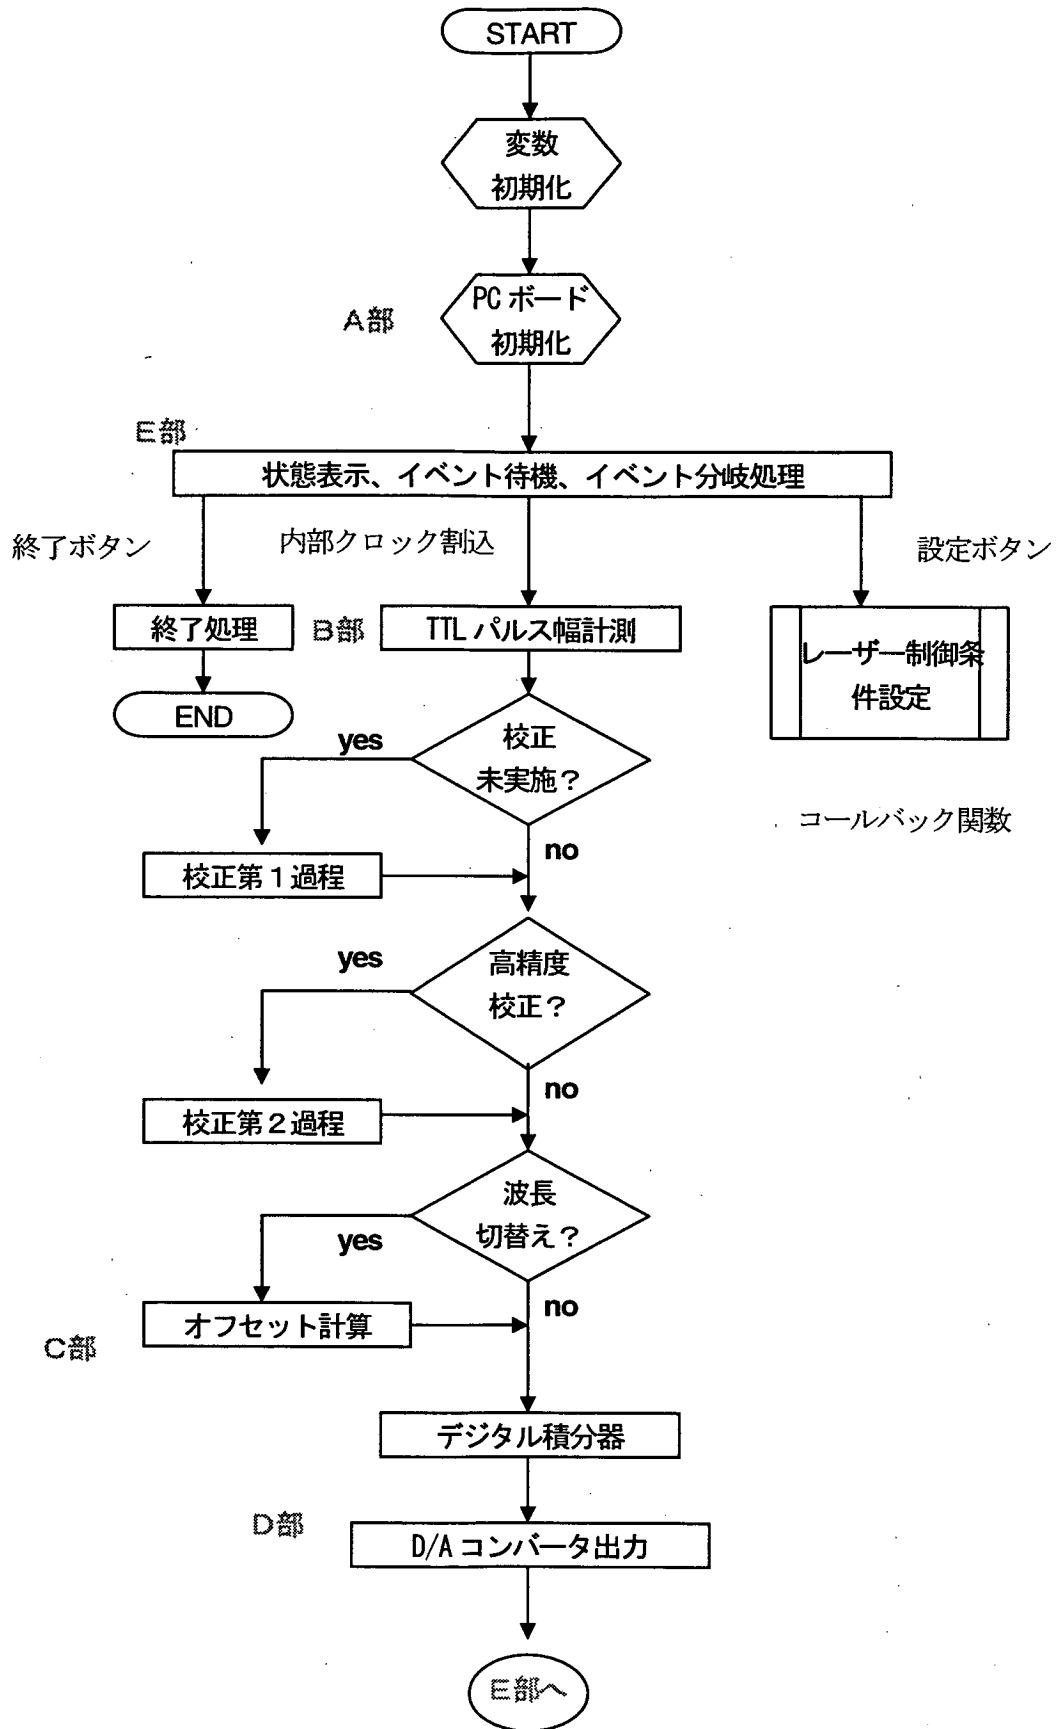 START
変数
初期化
A部
PC ボード
初期化
E部
状態表示、イベント待機、イベント分岐処理
終了ボタン
内部クロック割込
設定ボタン
終了処理
B部
TTL パルス幅計測
レーザー制御条
件設定
END
yes
校正
未実施?
no
コールバック関数
校正第1過程
yes
高精度
校正?
no
校正第2過程
波長
切替え?
yes
no
オフセット計算
C部
デジタル積分器
D部
D/A コンバータ出力
E部へ